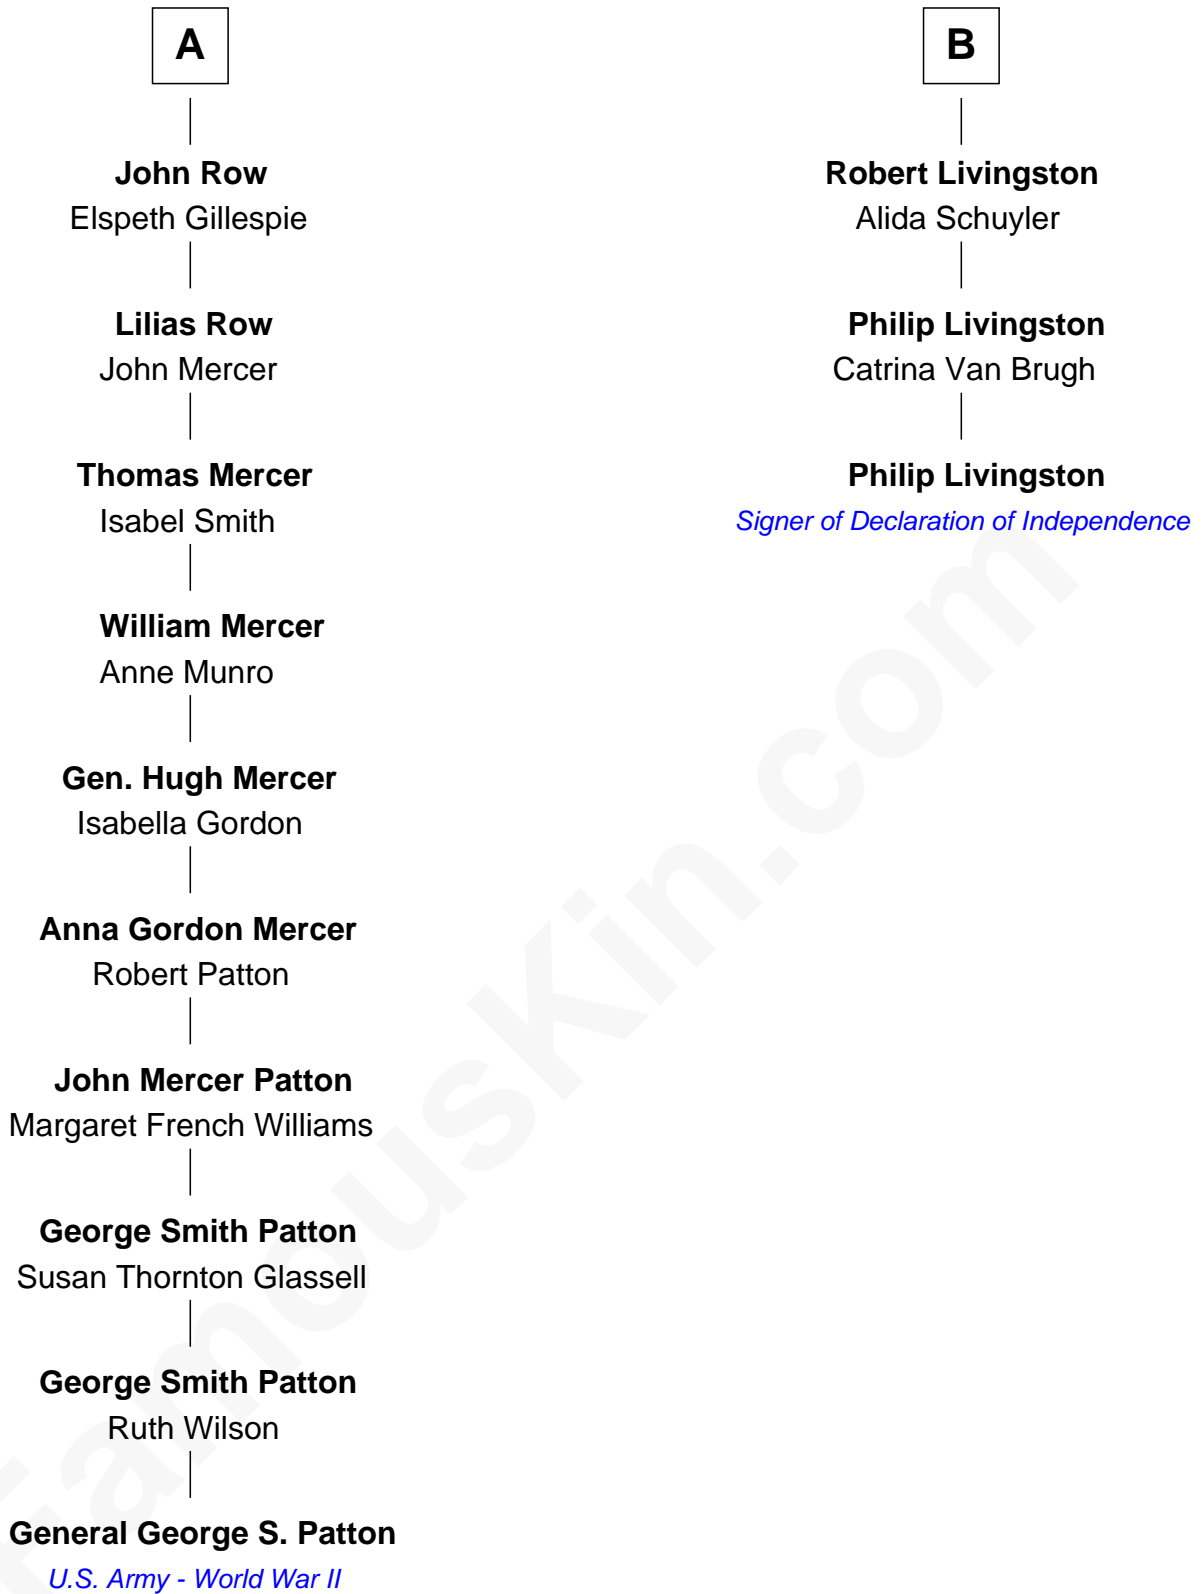 A
John Row
Elspeth Gillespie
Lilias Row
John Mercer
Thomas Mercer
Isabel Smith
William Mercer
Anne Munro
Gen. Hugh Mercer
Isabella Gordon
Anna Gordon Mercer
Robert Patton
John Mercer Patton
Margaret French Williams
George Smith Patton
Susan Thornton Glassell
George Smith Patton
Ruth Wilson
General George S. Patton
U.S. Army - World War II
B
Robert Livingston
Alida Schuyler
Philip Livingston
Catrina Van Brugh
Philip Livingston
Signer of Declaration of Independence
FamousKin.com